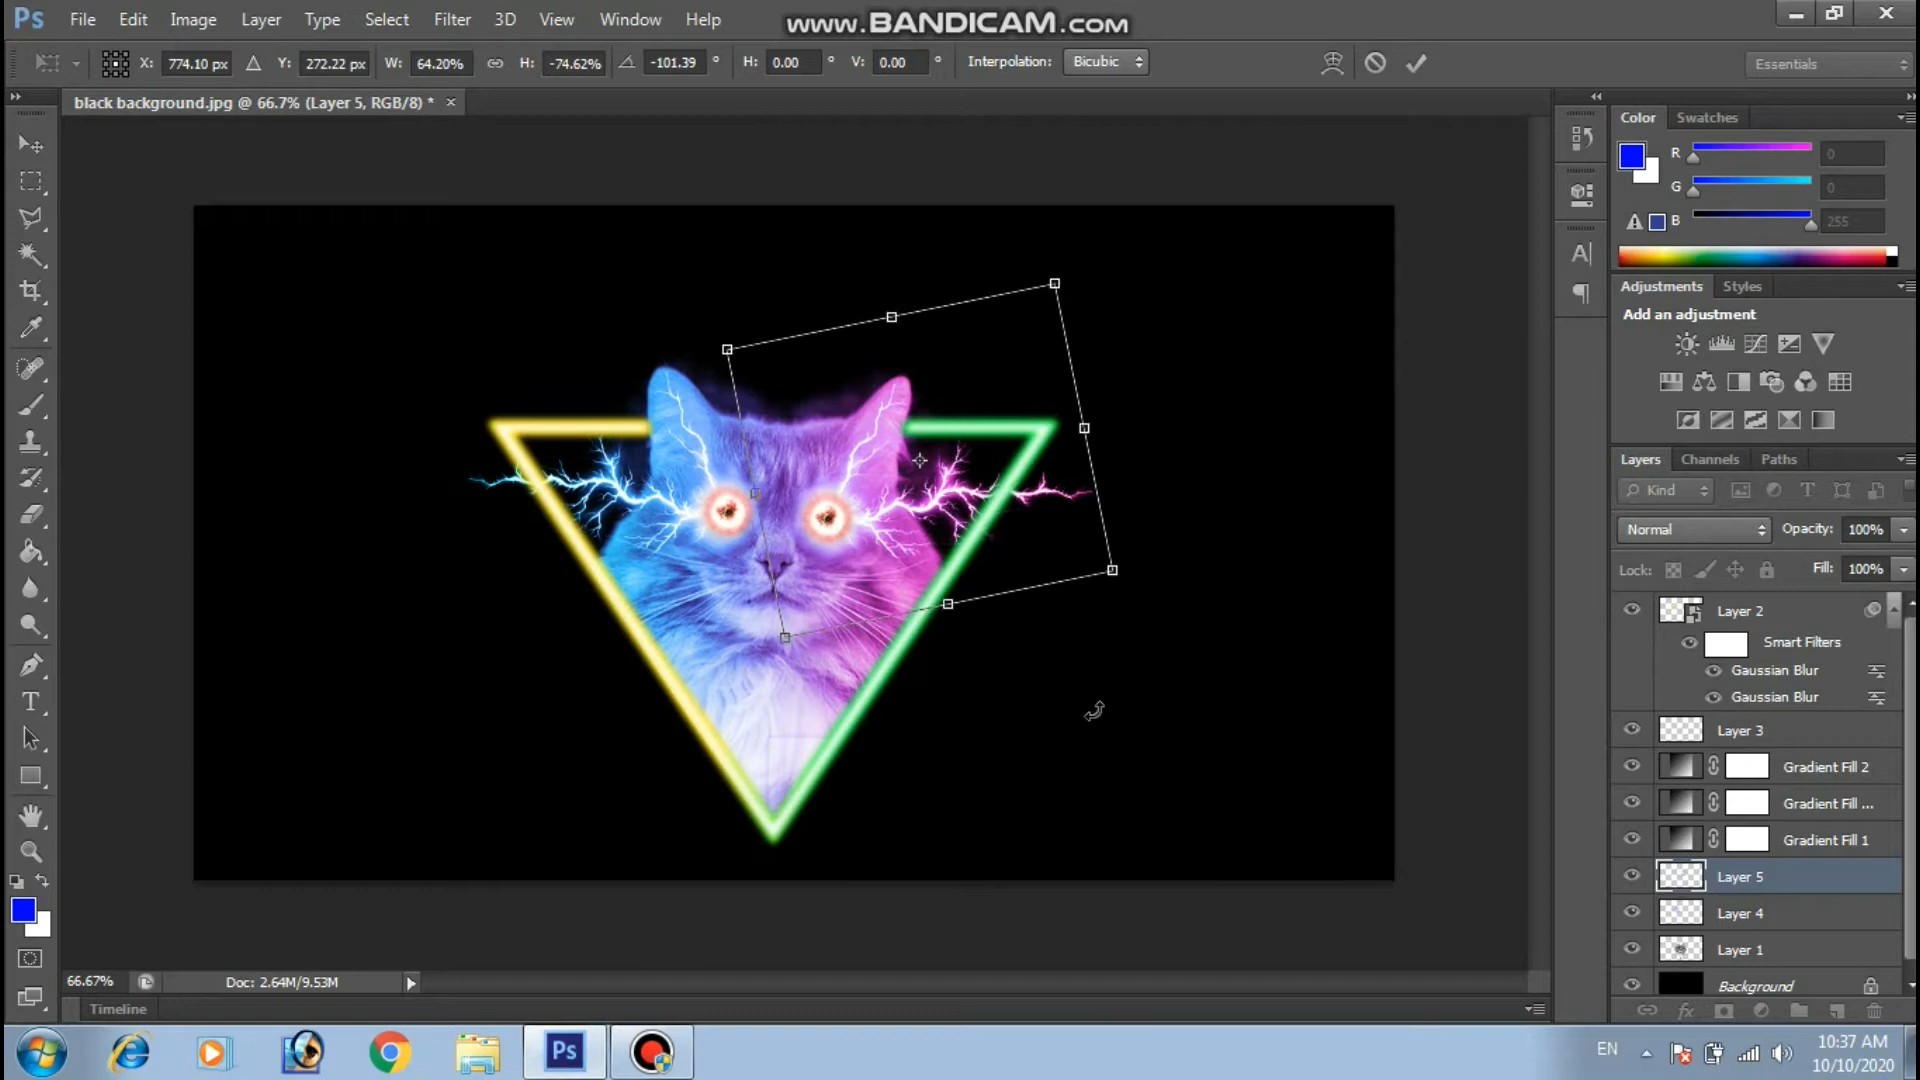 Ps File Edit Image Layer Type Select Filter 3D View Window Help
www.BANDICAM.com
X: 774.10 px Y: 272.22 px W: 64.20% H: -74.62% -101.39 ° H: 0.00 ° V: 0.00 ° Interpolation: Bicubic
Essentials
black background.jpg @ 66.7% (Layer 5, RGB/8) * ×
Color Swatches
R 0
G 0
B 255
A|
Adjustments Styles
Add an adjustment
Layers Channels Paths
Kind
Normal Opacity: 100%
Lock: Fill: 100%
Layer 2
Smart Filters
Gaussian Blur
Gaussian Blur
Layer 3
Gradient Fill 2
Gradient Fill ...
Gradient Fill 1
Layer 5
Layer 4
Layer 1
Background
fx
T
66.67% Doc: 2.64M/9.53M
Timeline
Ps
EN
10:37 AM
10/10/2020